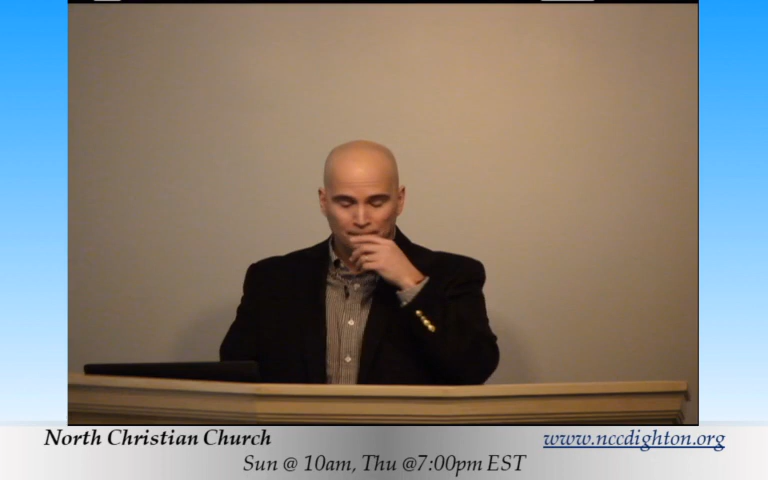 North Christian Church
www.nccdighton.org
Sun @ 10am, Thu @7:00pm EST